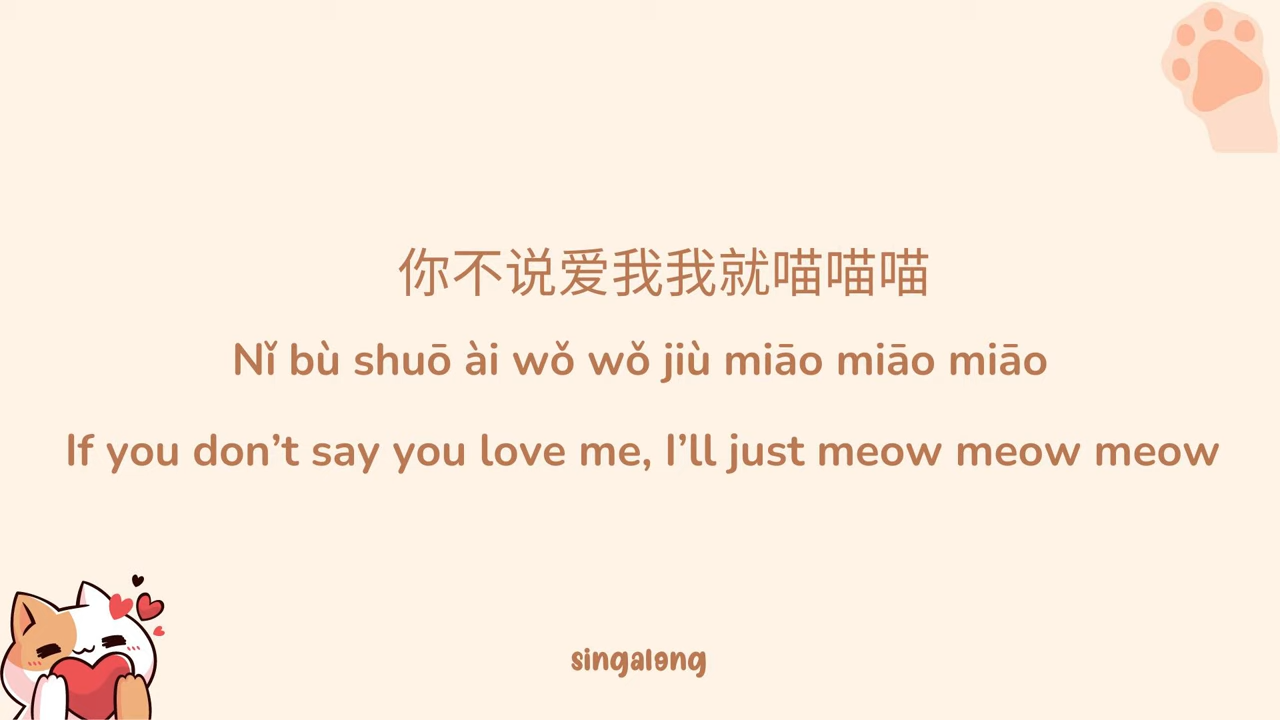 你不说爱我我就喵喵喵
Nǐ bù shuō ài wǒ wǒ jiù miāo miāo miāo
If you don’t say you love me, I’ll just meow meow meow
singalong